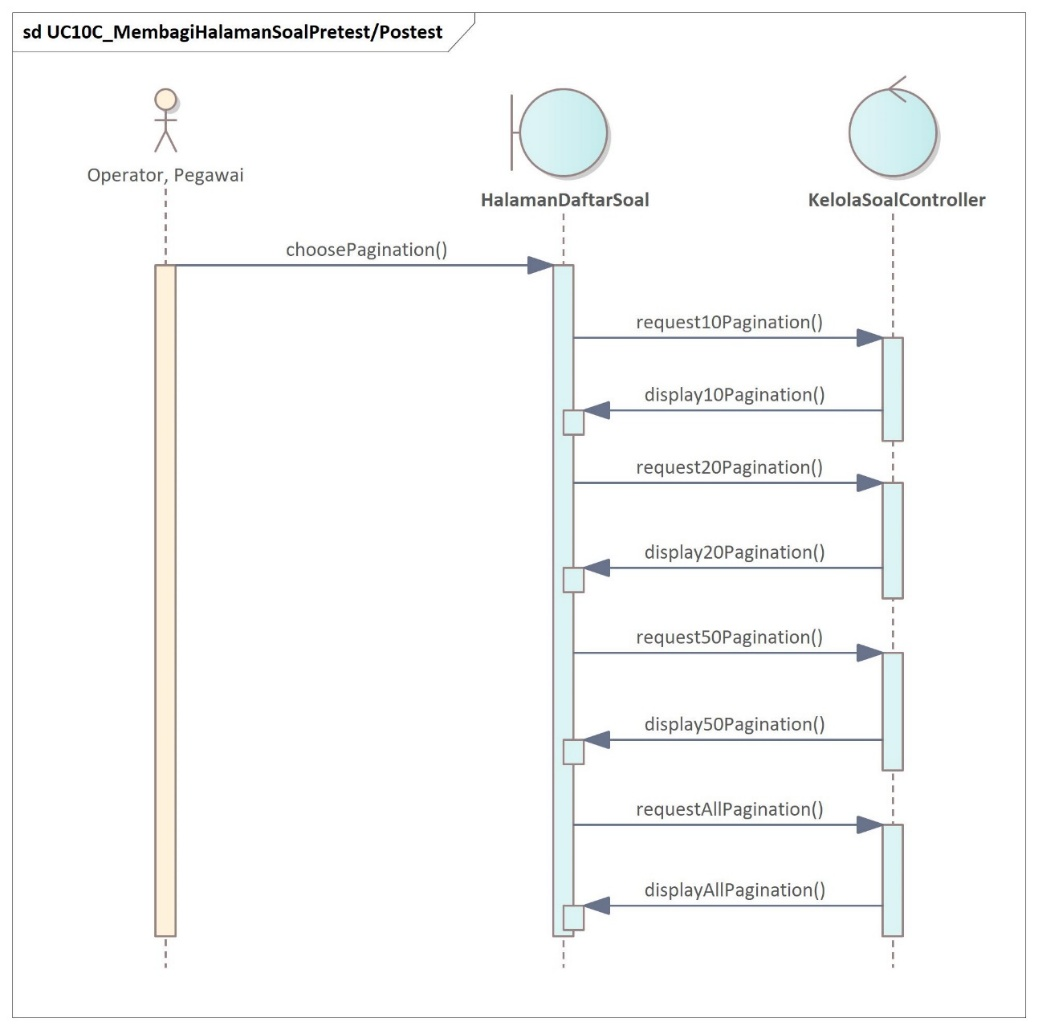 sd UC10C_MembagiHalamanSoalPretest/Postest
Operator, Pegawai
HalamanDaftarSoal
KelolaSoalController
choosePagination()
request10Pagination()
display10Pagination()
request20Pagination()
display20Pagination()
request50Pagination()
display50Pagination()
requestAllPagination()
displayAllPagination()